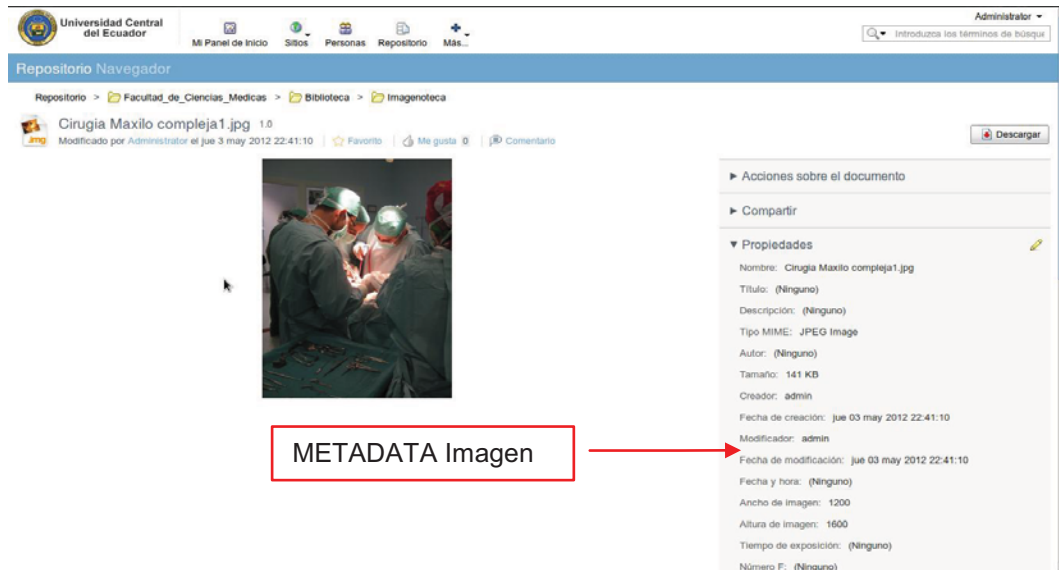 Universidad Central
del Ecuador
Mi Panel de Inicio Sitios Personas Repositorio Más...
Administrator
Introduzca los términos de búsque
Repositorio Navegador
Repositorio > Facultad_de_Ciencias_Medicas > Biblioteca > Imagenoteca
img
Cirugia Maxilo compleja1.jpg 1.0
Modificado por Administrator el jue 3 may 2012 22:41:10 Favorito Me gusta 0 Comentario
Descargar
Acciones sobre el documento
Compartir
Propiedades
Nombre: Cirugia Maxilo compleja1.jpg
Título: (Ninguno)
Descripción: (Ninguno)
Tipo MIME: JPEG Image
Autor: (Ninguno)
Tamaño: 141 KB
Creador: admin
Fecha de creación: jue 03 may 2012 22:41:10
Modificador: admin
Fecha de modificación: jue 03 may 2012 22:41:10
Fecha y hora: (Ninguno)
Ancho de imagen: 1200
Altura de imagen: 1600
Tiempo de exposición: (Ninguno)
Número F: (Ninguno)
METADATA Imagen